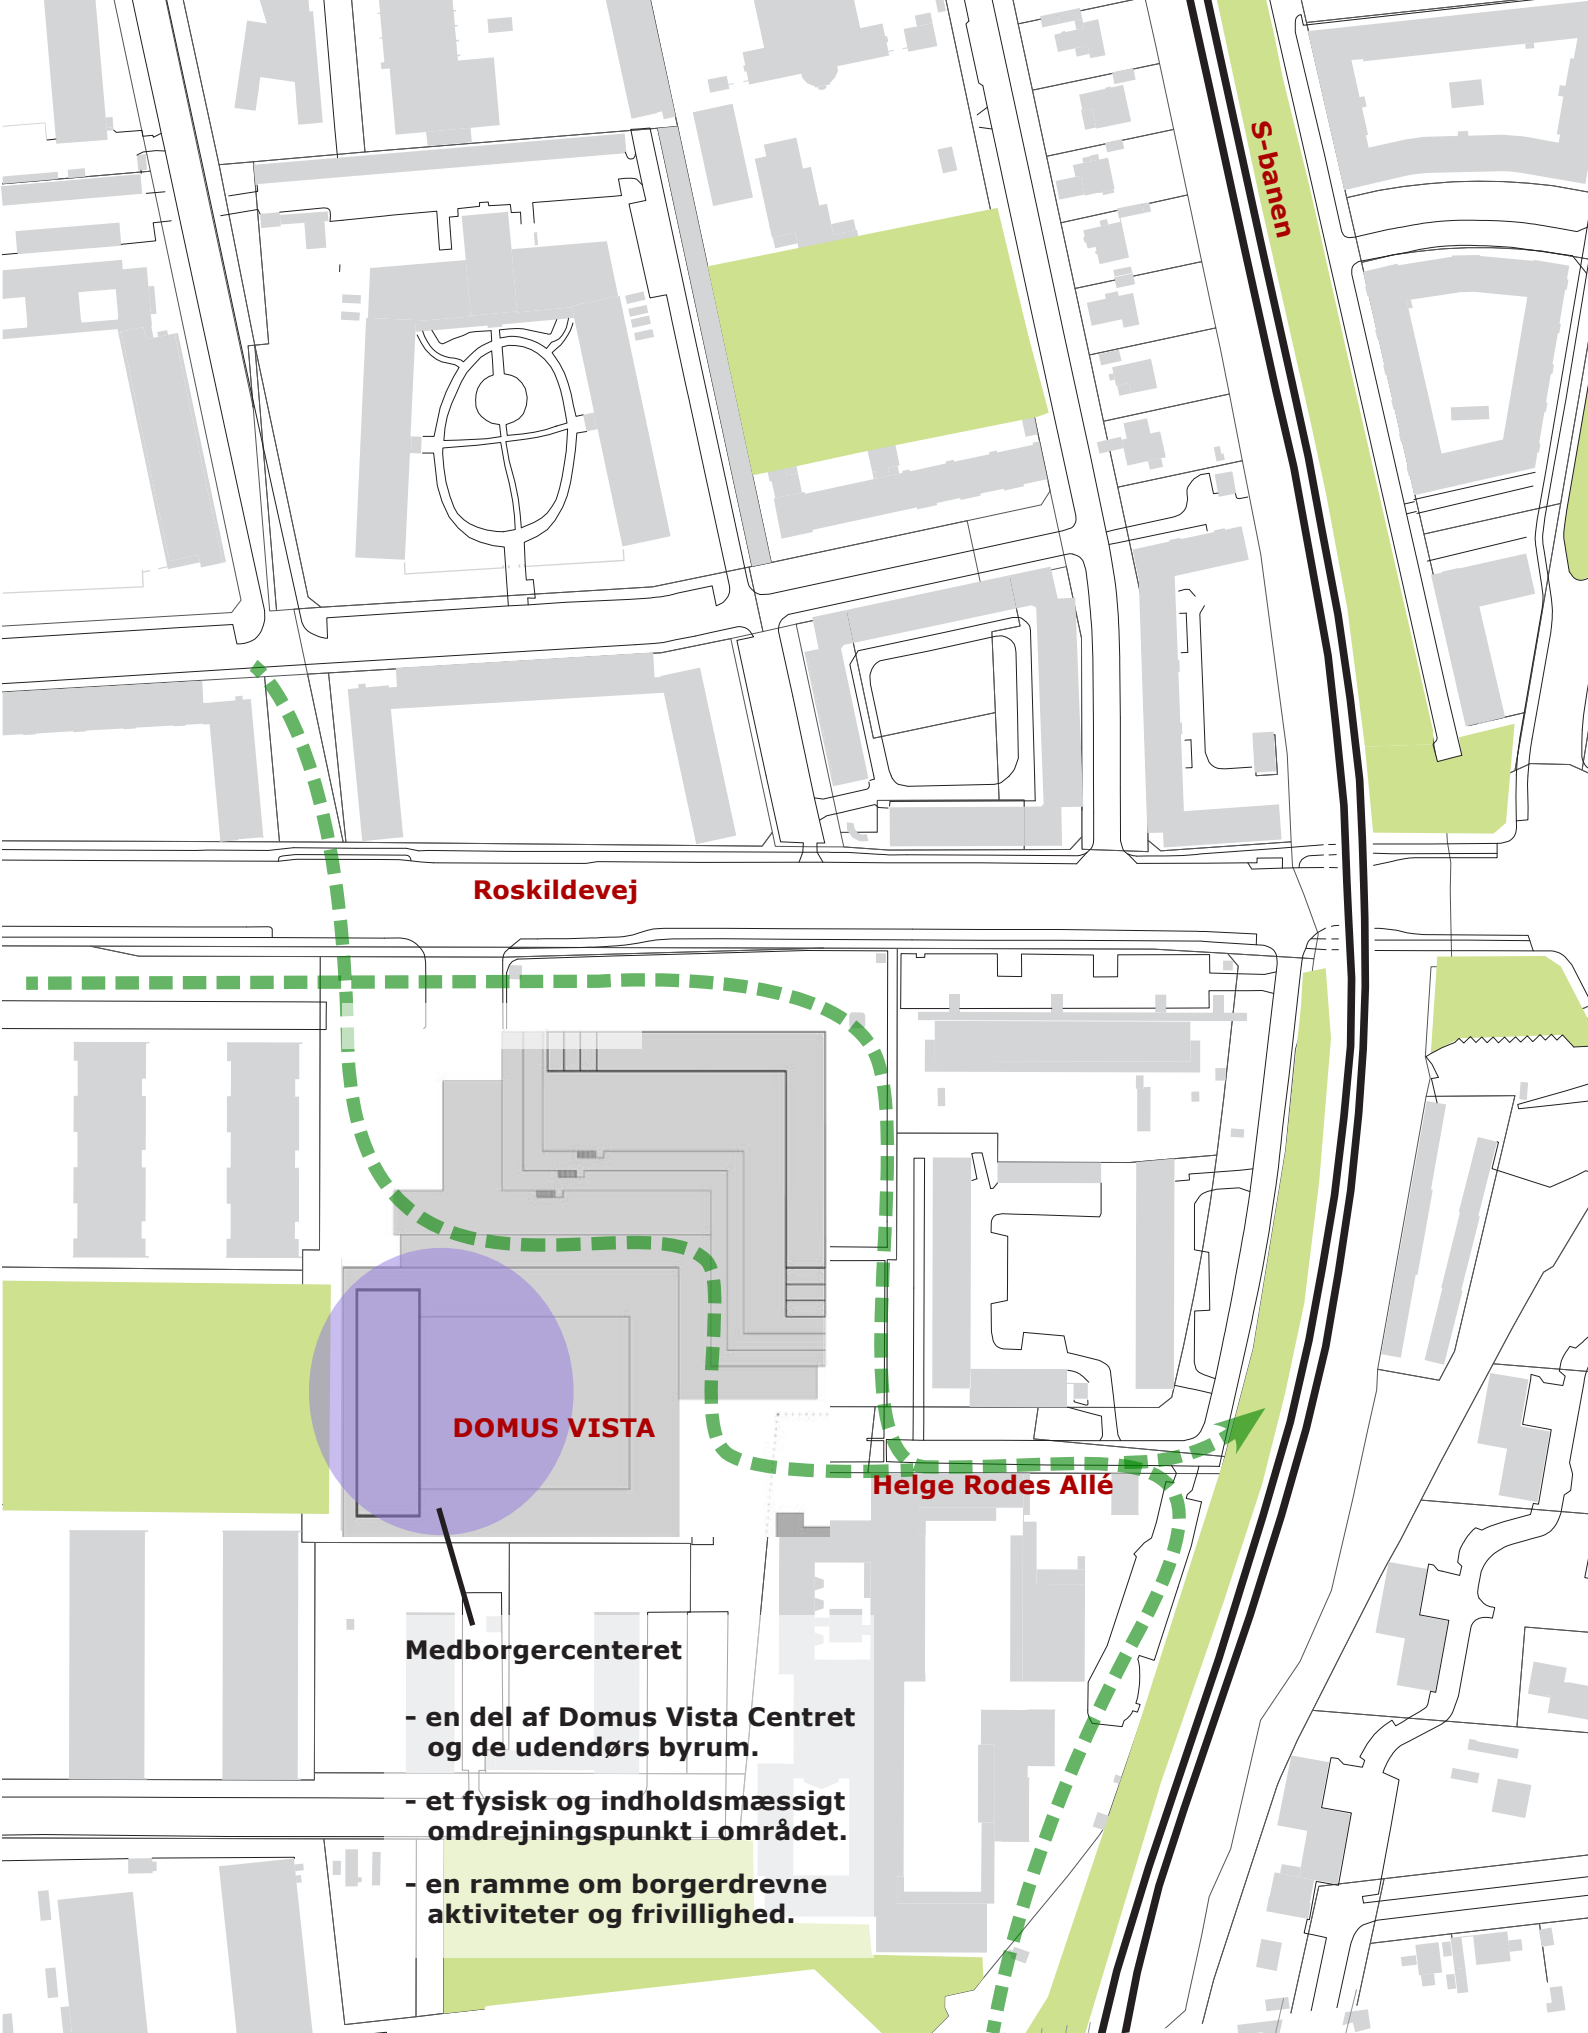 S-banen
Roskildevej
DOMUS VISTA
Helge Rodes Allé
Medborgercenteret
- en del af Domus Vista Centret
og de udendørs byrum.
- et fysisk og indholdsmæssigt
omdrejningspunkt i området.
- en ramme om borgerdrevne
aktiviteter og frivillighed.